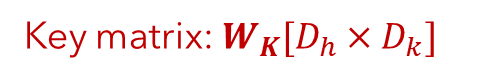 Key matrix: W_K[D_h × D_k]